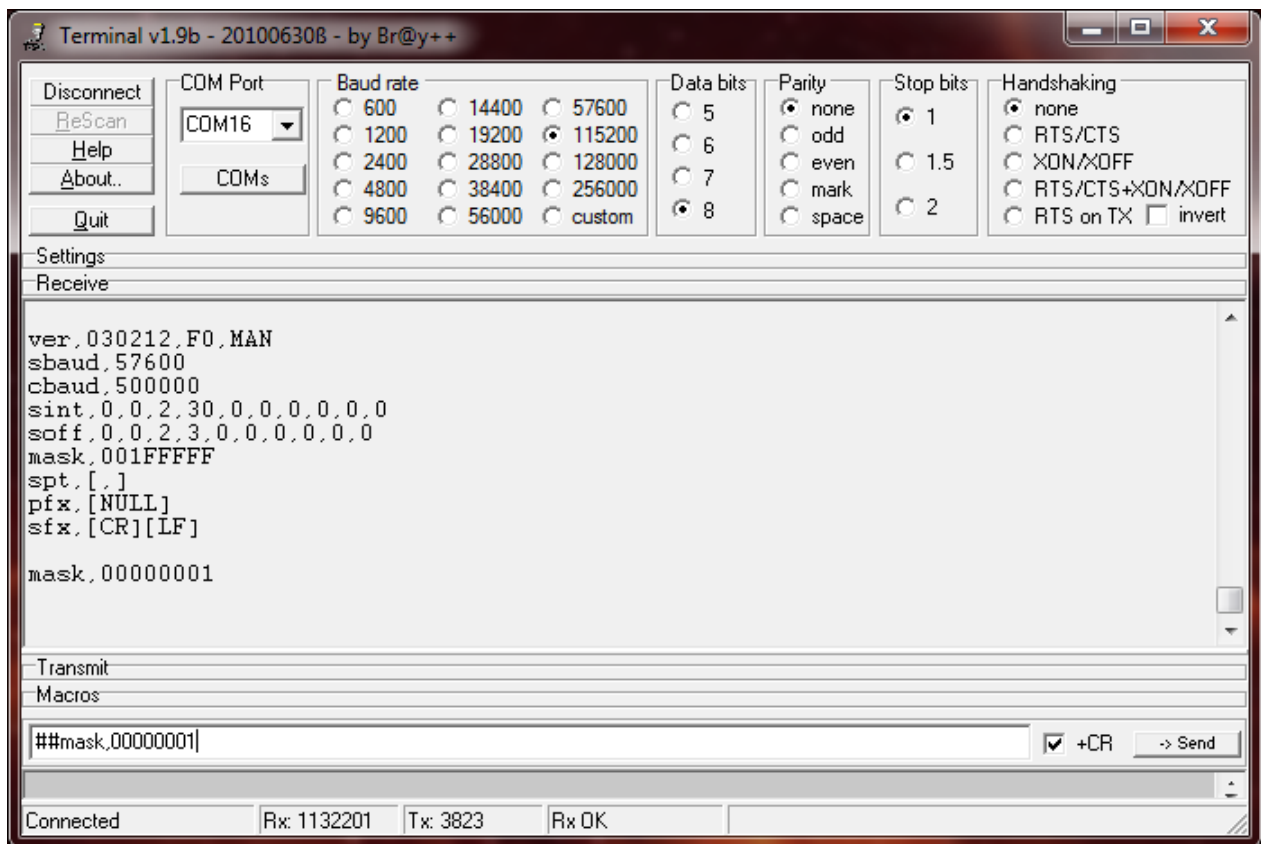 Terminal v1.9b - 20100630ß - by Br@y++
Disconnect
ReScan
Help
About..
Quit
COM Port
COM16
COMs
Baud rate
600 14400 57600
1200 19200 115200
2400 28800 128000
4800 38400 256000
9600 56000 custom
Data bits
5
6
7
8
Parity
none
odd
even
mark
space
Stop bits
1
1.5
2
Handshaking
none
RTS/CTS
XON/XOFF
RTS/CTS+XON/XOFF
RTS on TX invert
Settings
Receive
ver,030212,F0,MAN
sbaud,57600
cbaud,500000
sint,0,0,2,30,0,0,0,0,0,0
soff,0,0,2,3,0,0,0,0,0,0
mask,001FFFFF
spt,[,]
pfx,[NULL]
sfx,[CR][LF]
mask,00000001
Transmit
Macros
##mask,00000001
+CR
-> Send
Connected Rx: 1132201 Tx: 3823 Rx OK